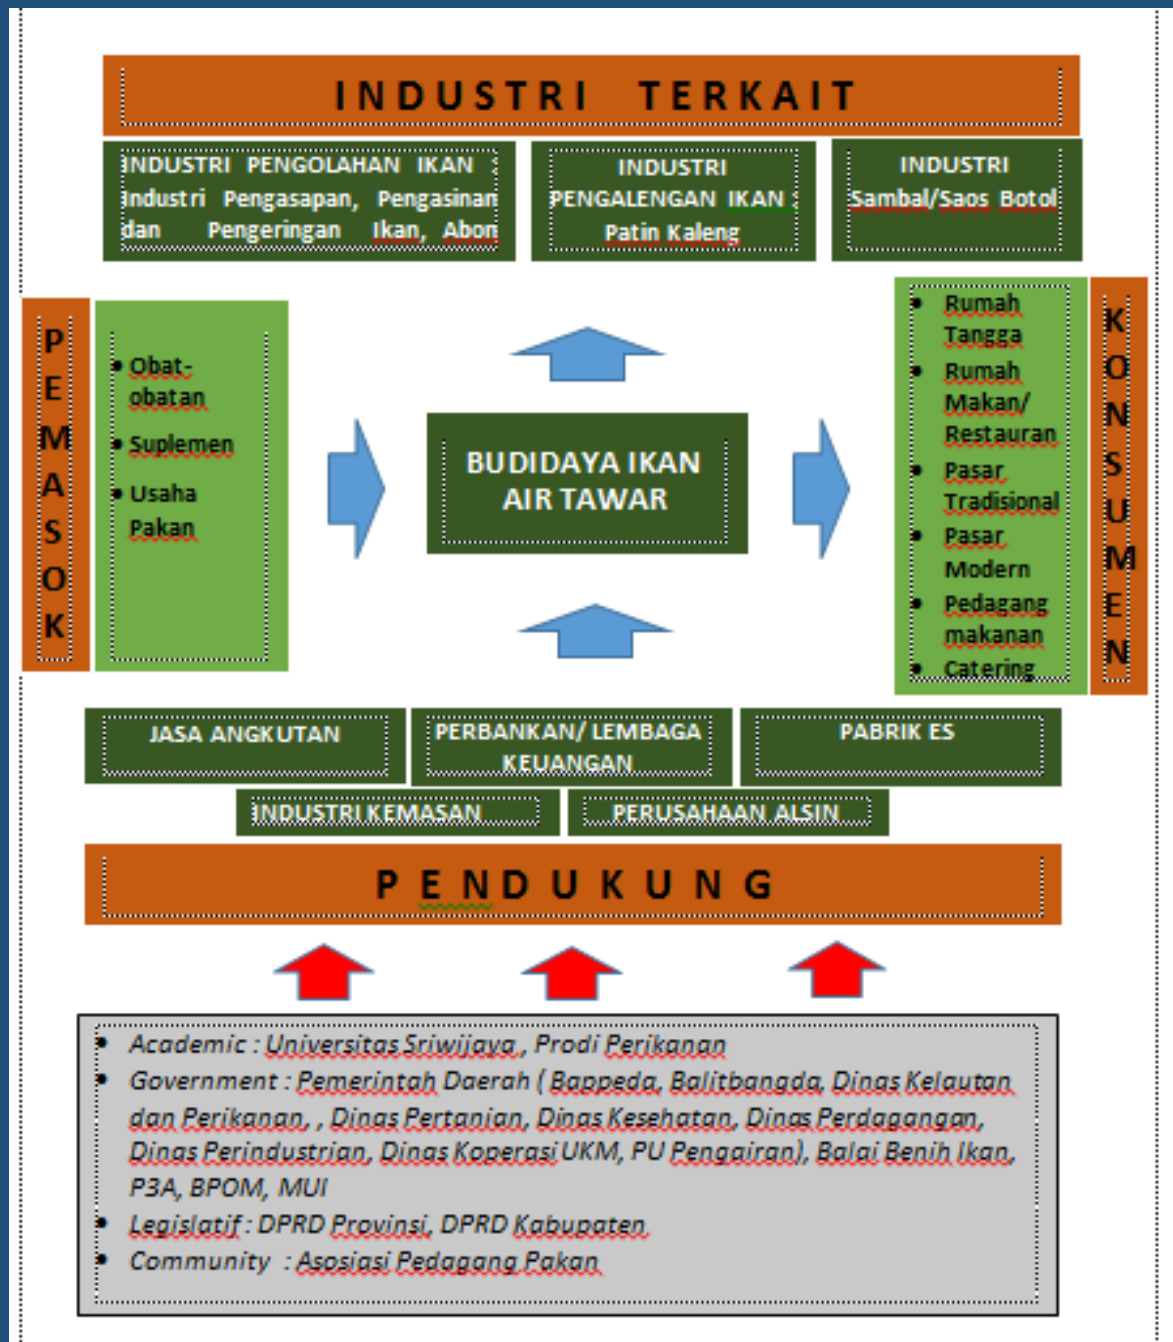 INDUSTRI TERKAIT
INDUSTRI PENGOLAHAN IKAN :
Industri Pengasapan, Pengasinan
dan Pengeringan Ikan, Abon
INDUSTRI
PENGALENGAN IKAN :
Patin Kaleng
INDUSTRI
Sambal/Saos Botol
PEMASOK
• Obat-
obatan
• Suplemen
• Usaha
Pakan
BUDIDAYA IKAN
AIR TAWAR
• Rumah
Tangga
• Rumah
Makan/
Restauran
• Pasar
Tradisional
• Pasar
Modern
• Pedagang
makanan
• Catering
KONSUMEN
JASA ANGKUTAN
PERBANKAN/ LEMBAGA
KEUANGAN
PABRIK ES
INDUSTRI KEMASAN
PERUSAHAAN ALSIN
PENDUKUNG
• Academic : Universitas Sriwijaya , Prodi Perikanan
• Government : Pemerintah Daerah ( Bappeda, Balitbangda, Dinas Kelautan
dan Perikanan, , Dinas Pertanian, Dinas Kesehatan, Dinas Perdagangan,
Dinas Perindustrian, Dinas Koperasi UKM, PU Pengairan), Balai Benih Ikan,
P3A, BPOM, MUI
• Legislatif : DPRD Provinsi, DPRD Kabupaten
• Community : Asosiasi Pedagang Pakan